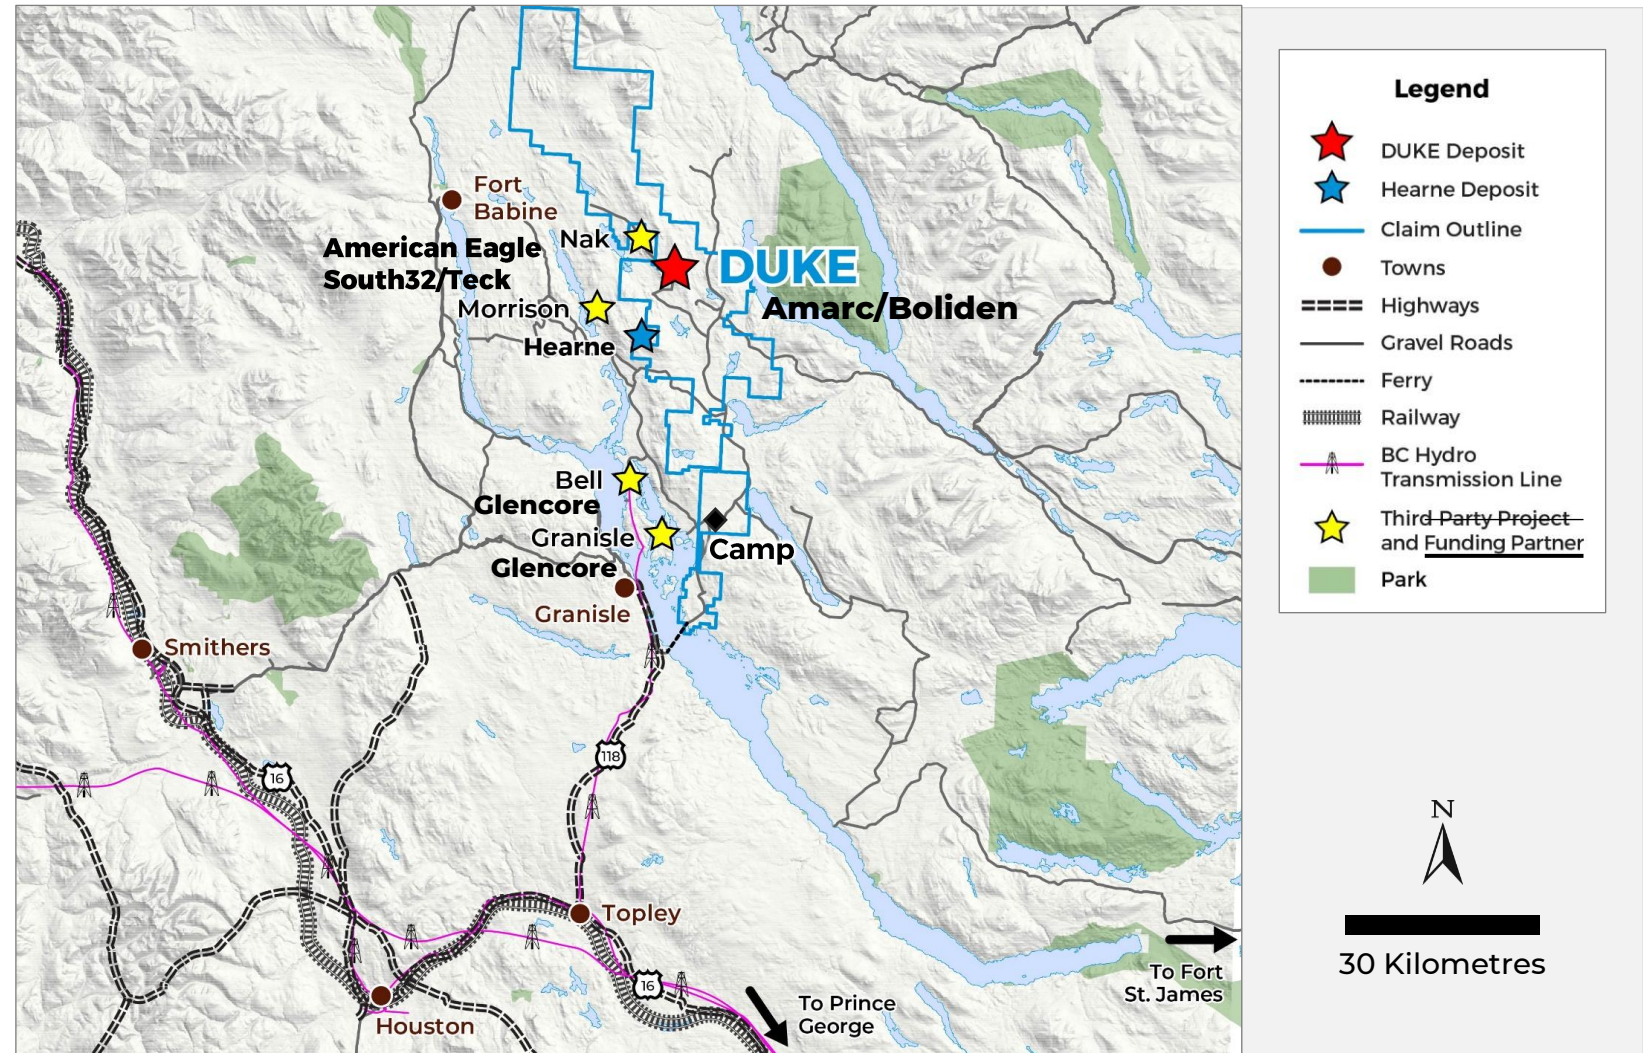 Fort
Babine
Nak
American Eagle
South32/Teck
DUKE
Amarc/Boliden
Morrison
Hearne
Bell
Glencore
Granisle
Camp
Glencore
Granisle
Smithers
118
16
Topley
16
Houston
To Prince
George
To Fort
St. James
Legend
DUKE Deposit
Hearne Deposit
Claim Outline
Towns
Highways
Gravel Roads
Ferry
Railway
BC Hydro
Transmission Line
Third Party Project
and Funding Partner
Park
N
30 Kilometres